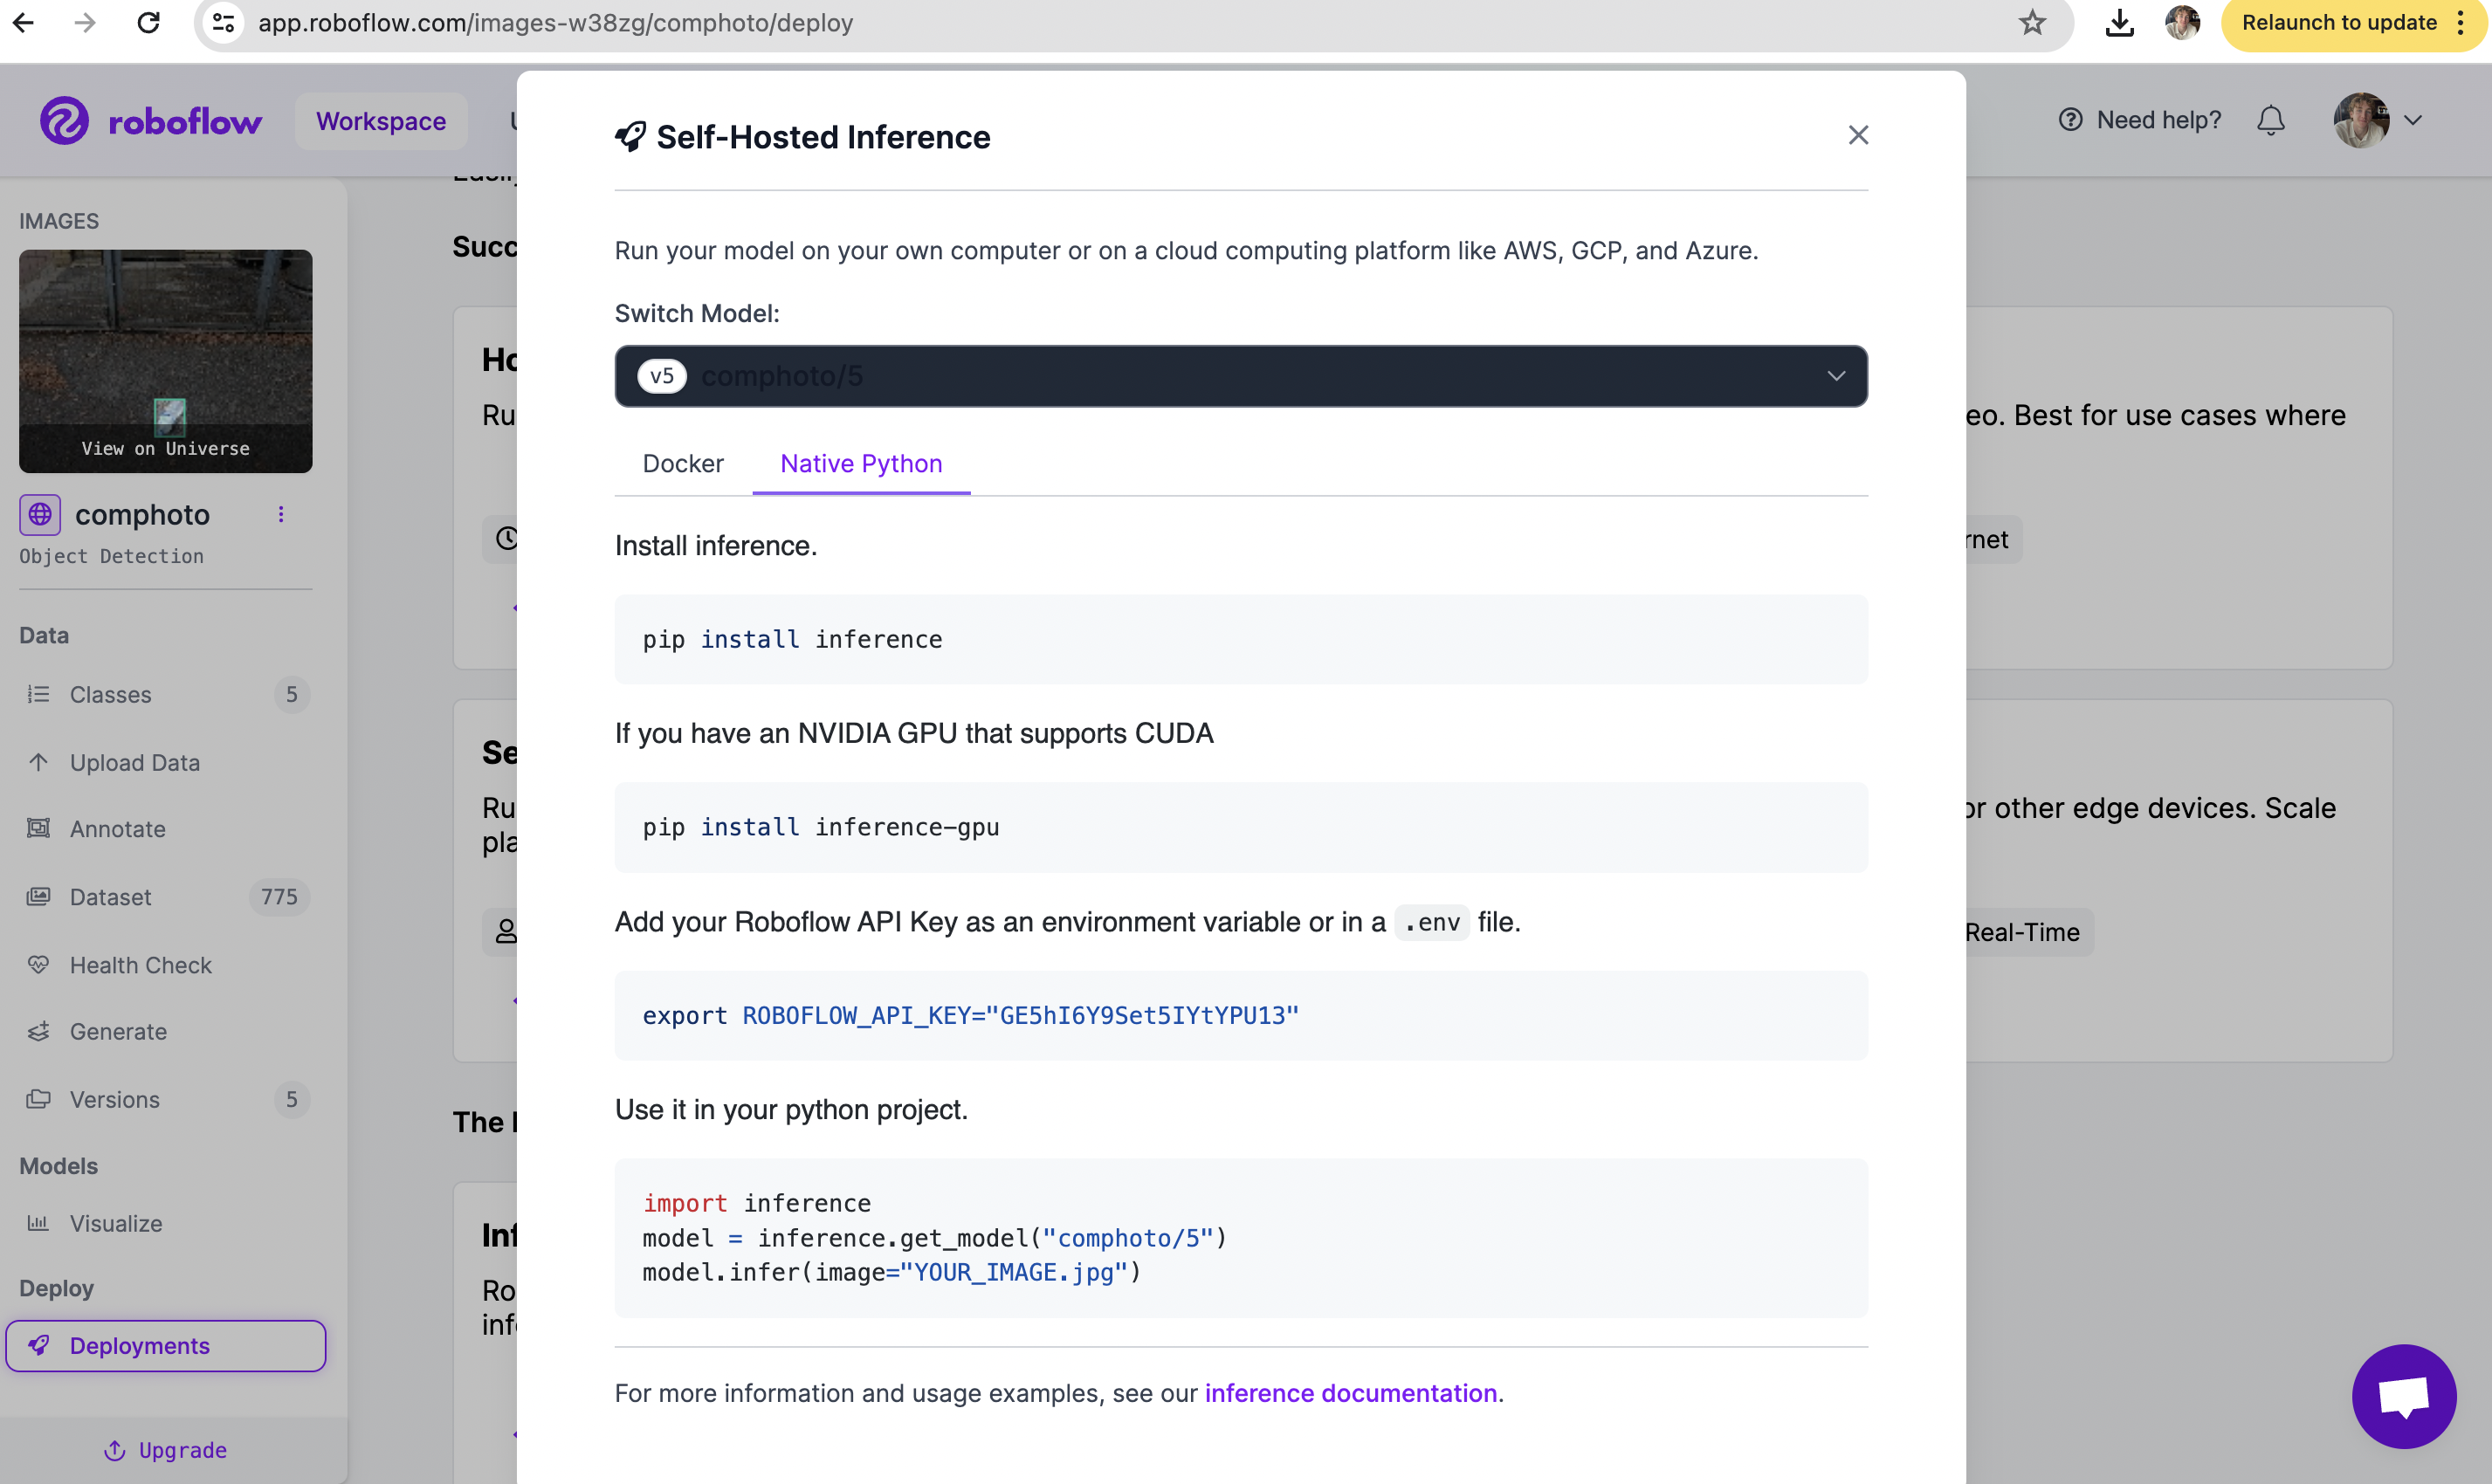 app.roboflow.com/images-w38zg/comphoto/deploy
Relaunch to update
roboflow
Workspace
Need help?
IMAGES
View on Universe
comphoto
Object Detection
Data
Classes 5
Upload Data
Annotate
Dataset 775
Health Check
Generate
Versions 5
Models
Visualize
Deploy
Deployments
Upgrade
Succ
Ho
Ru
Se
Ru
pla
The
Inf
Ro
inf
Self-Hosted Inference
Run your model on your own computer or on a cloud computing platform like AWS, GCP, and Azure.
Switch Model:
v5 comphoto/5
Docker Native Python
Install inference.
pip install inference
If you have an NVIDIA GPU that supports CUDA
pip install inference-gpu
Add your Roboflow API Key as an environment variable or in a .env file.
export ROBOFLOW_API_KEY="GE5hI6Y9Set5IYtYPU13"
Use it in your python project.
import inference
model = inference.get_model("comphoto/5")
model.infer(image="YOUR_IMAGE.jpg")
For more information and usage examples, see our inference documentation.
eo. Best for use cases where
rnet
or other edge devices. Scale
Real-Time